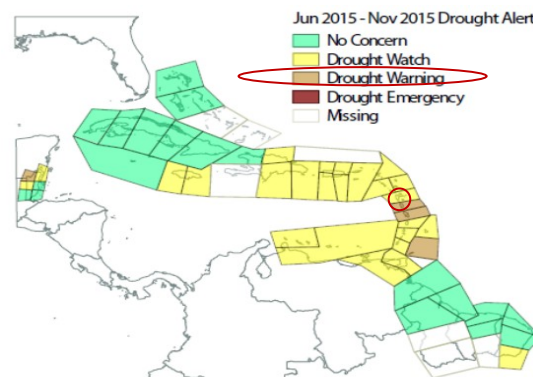 Jun 2015 - Nov 2015 Drought Alert
No Concern
Drought Watch
Drought Warning
Drought Emergency
Missing